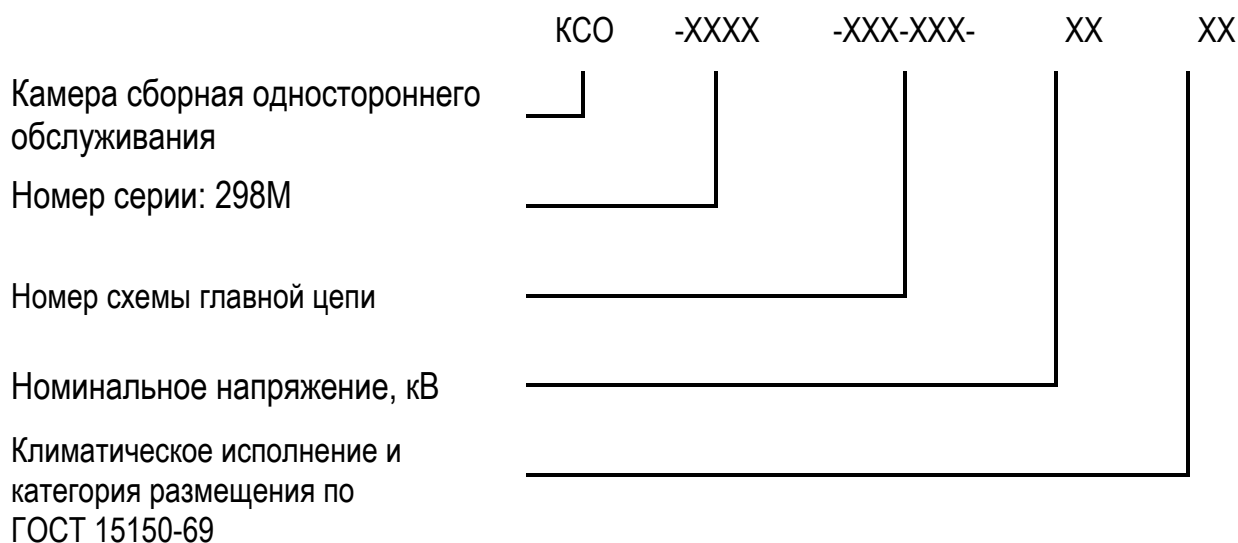 КСО -XXXX -XXX-XXX- XX XX
Камера сборная одностороннего
обслуживания
Номер серии: 298М
Номер схемы главной цепи
Номинальное напряжение, кВ
Климатическое исполнение и
категория размещения по
ГОСТ 15150-69